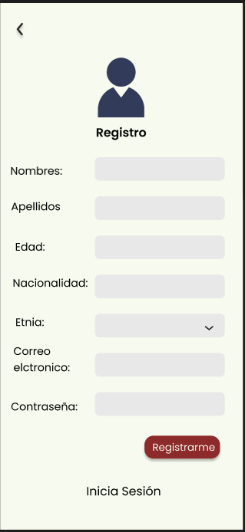 Registro
Nombres:
Apellidos
Edad:
Nacionalidad:
Etnia:
Correo
elctronico:
Contraseña:
Registrarme
Inicia Sesión